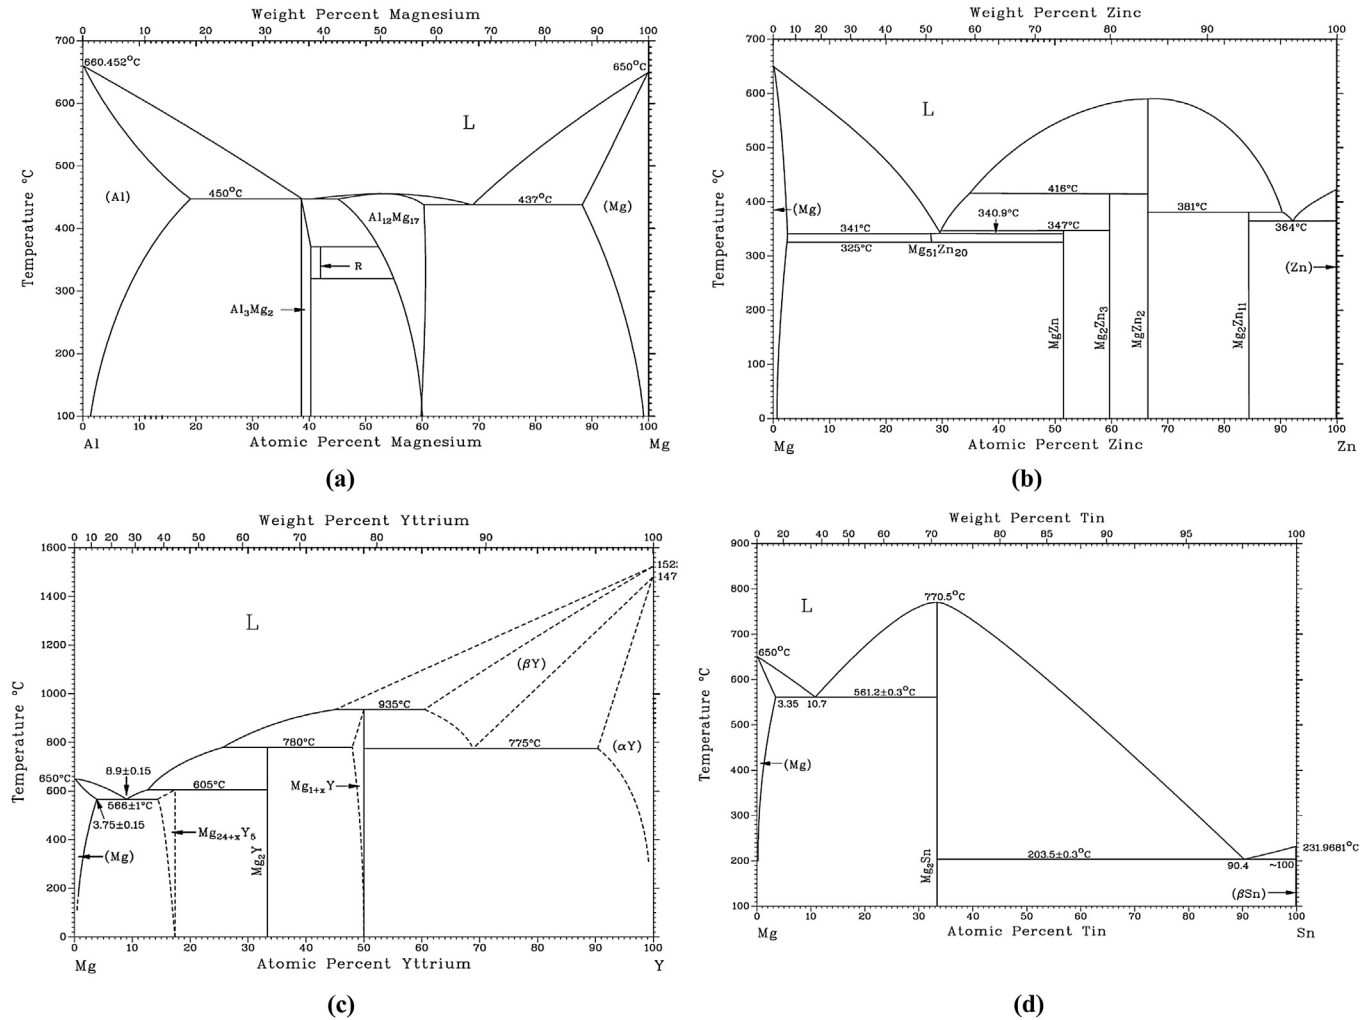 Weight Percent Magnesium
0 10 20 30 40 50 60 70 80 90 100
700
600
500
400
300
200
100
Temperature °C
660.452°C
650°C
L
(Al)
450°C
437°C
(Mg)
Al12Mg17
R
Al3Mg2
0 10 20 30 40 50 60 70 80 90 100
Al
Atomic Percent Magnesium
Mg
(a)
Weight Percent Zinc
0 10 20 30 40 50 60 70 80 90 100
700
600
500
400
300
200
100
0
Temperature °C
L
416°C
(Mg)
381°C
340.9°C
347°C
341°C
364°C
325°C
Mg51Zn20
(Zn)
MgZn
Mg2Zn3
MgZn2
Mg2Zn11
0 10 20 30 40 50 60 70 80 90 100
Mg
Atomic Percent Zinc
Zn
(b)
Weight Percent Yttrium
0 10 20 30 40 50 60 70 80 90 100
1600
1400
1200
1000
800
600
400
200
0
Temperature °C
152
147
L
(βY)
935°C
780°C
775°C
(αY)
8.9±0.15
650°C
605°C
Mg1+xY
566±1°C
3.75±0.15
Mg24+xY5
(Mg)
Mg2Y
0 10 20 30 40 50 60 70 80 90 100
Mg
Atomic Percent Yttrium
Y
(c)
Weight Percent Tin
0 20 30 40 50 60 70 80 90 95 100
900
800
700
600
500
400
300
200
100
Temperature °C
770.5°C
L
650°C
561.2±0.3°C
3.35 10.7
(Mg)
203.5±0.3°C
231.9681°C
90.4 ~100
Mg2Sn
(βSn)
0 10 20 30 40 50 60 70 80 90 100
Mg
Atomic Percent Tin
Sn
(d)